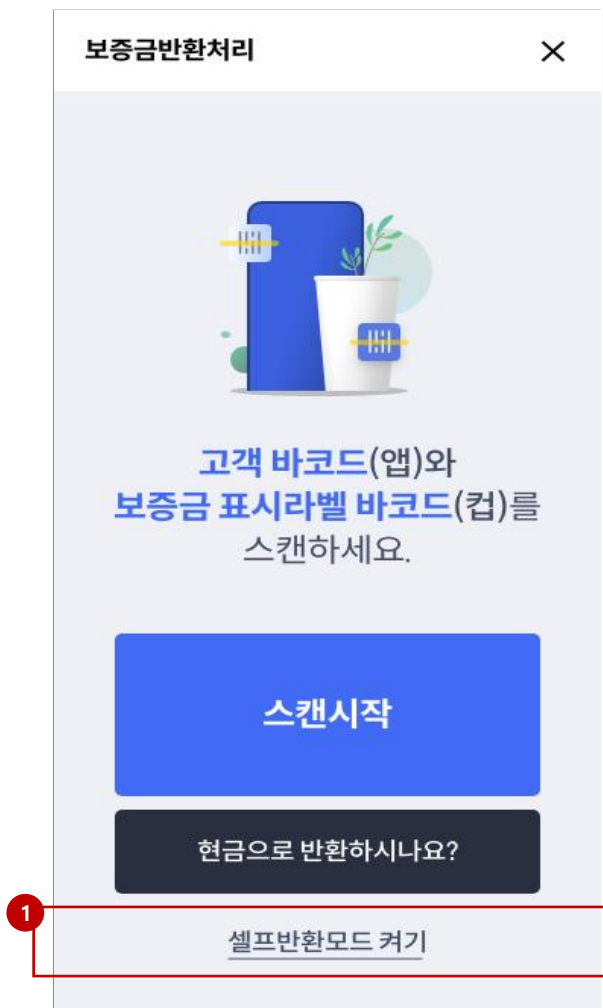 보증금반환처리
고객 바코드(앱)와
보증금 표시라벨 바코드(컵)를
스캔하세요.
스캔시작
현금으로 반환하시나요?
1
셀프반환모드 켜기